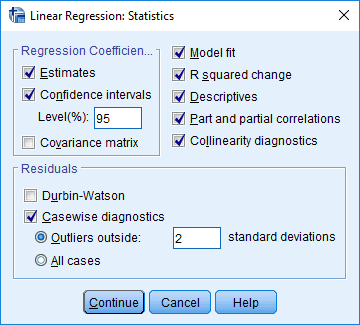 Linear Regression: Statistics
Regression Coefficien...
Estimates
Confidence intervals
Level(%): 95
Covariance matrix
Model fit
R squared change
Descriptives
Part and partial correlations
Collinearity diagnostics
Residuals
Durbin-Watson
Casewise diagnostics
Outliers outside: 2 standard deviations
All cases
Continue Cancel Help